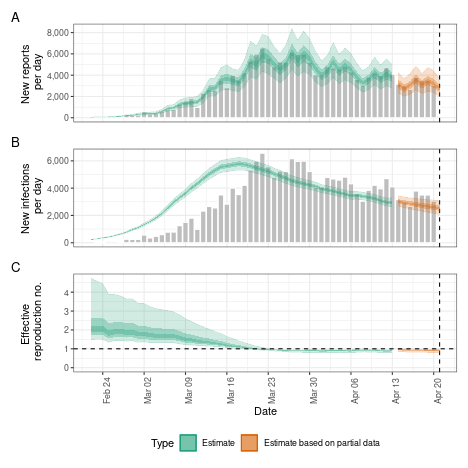 A
New reports
per day
8,000
6,000
4,000
2,000
0
B
New infections
per day
6,000
4,000
2,000
0
C
Effective
reproduction no.
4
3
2
1
0
Feb 24
Mar 02
Mar 09
Mar 16
Mar 23
Mar 30
Apr 06
Apr 13
Apr 20
Date
Type Estimate Estimate based on partial data